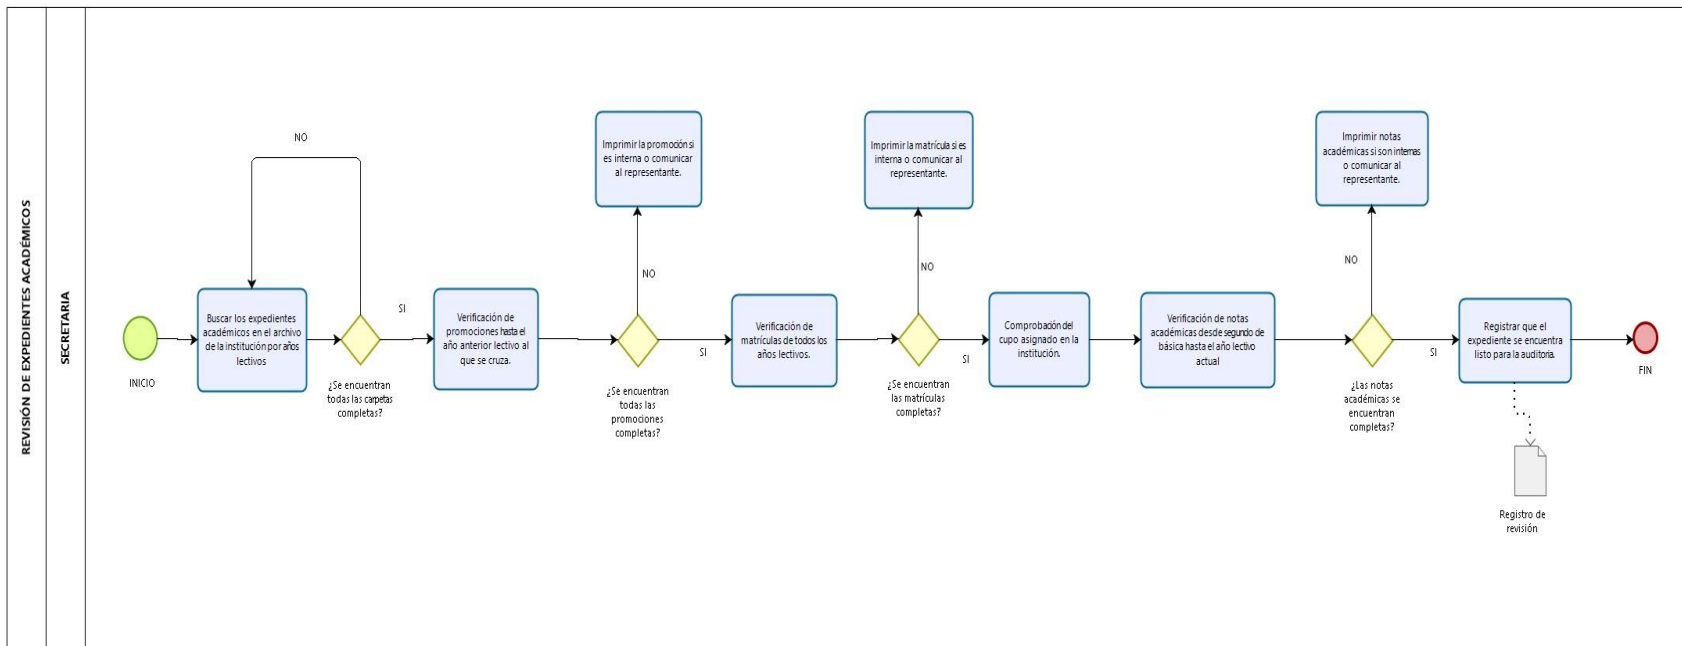 REVISIÓN DE EXPEDIENTES ACADÉMICOS
SECRETARIA
INICIO
Buscar los expedientes
académicos en el archivo
de la institución por años
lectivos
NO
¿Se encuentran
todas las carpetas
completas?
SI
Verificación de
promociones hasta el
año anterior lectivo al
que se cruza.
Imprimir la promoción si
es interna o comunicar
al representante.
NO
¿Se encuentran
todas las
promociones
completas?
SI
Verificación de
matrículas de todos los
años lectivos.
Imprimir la matrícula si es
interna o comunicar al
representante.
NO
¿Se encuentran
las matrículas
completas?
SI
Comprobación del
cupo asignado en la
institución.
Verificación de notas
académicas desde segundo de
básica hasta el año lectivo
actual
Imprimir notas
académicas si son internas
o comunicar al
representante.
NO
¿Las notas
académicas se
encuentran
completas?
SI
Registrar que el
expediente se encuentra
listo para la auditoria.
Registro de
revisión
FIN